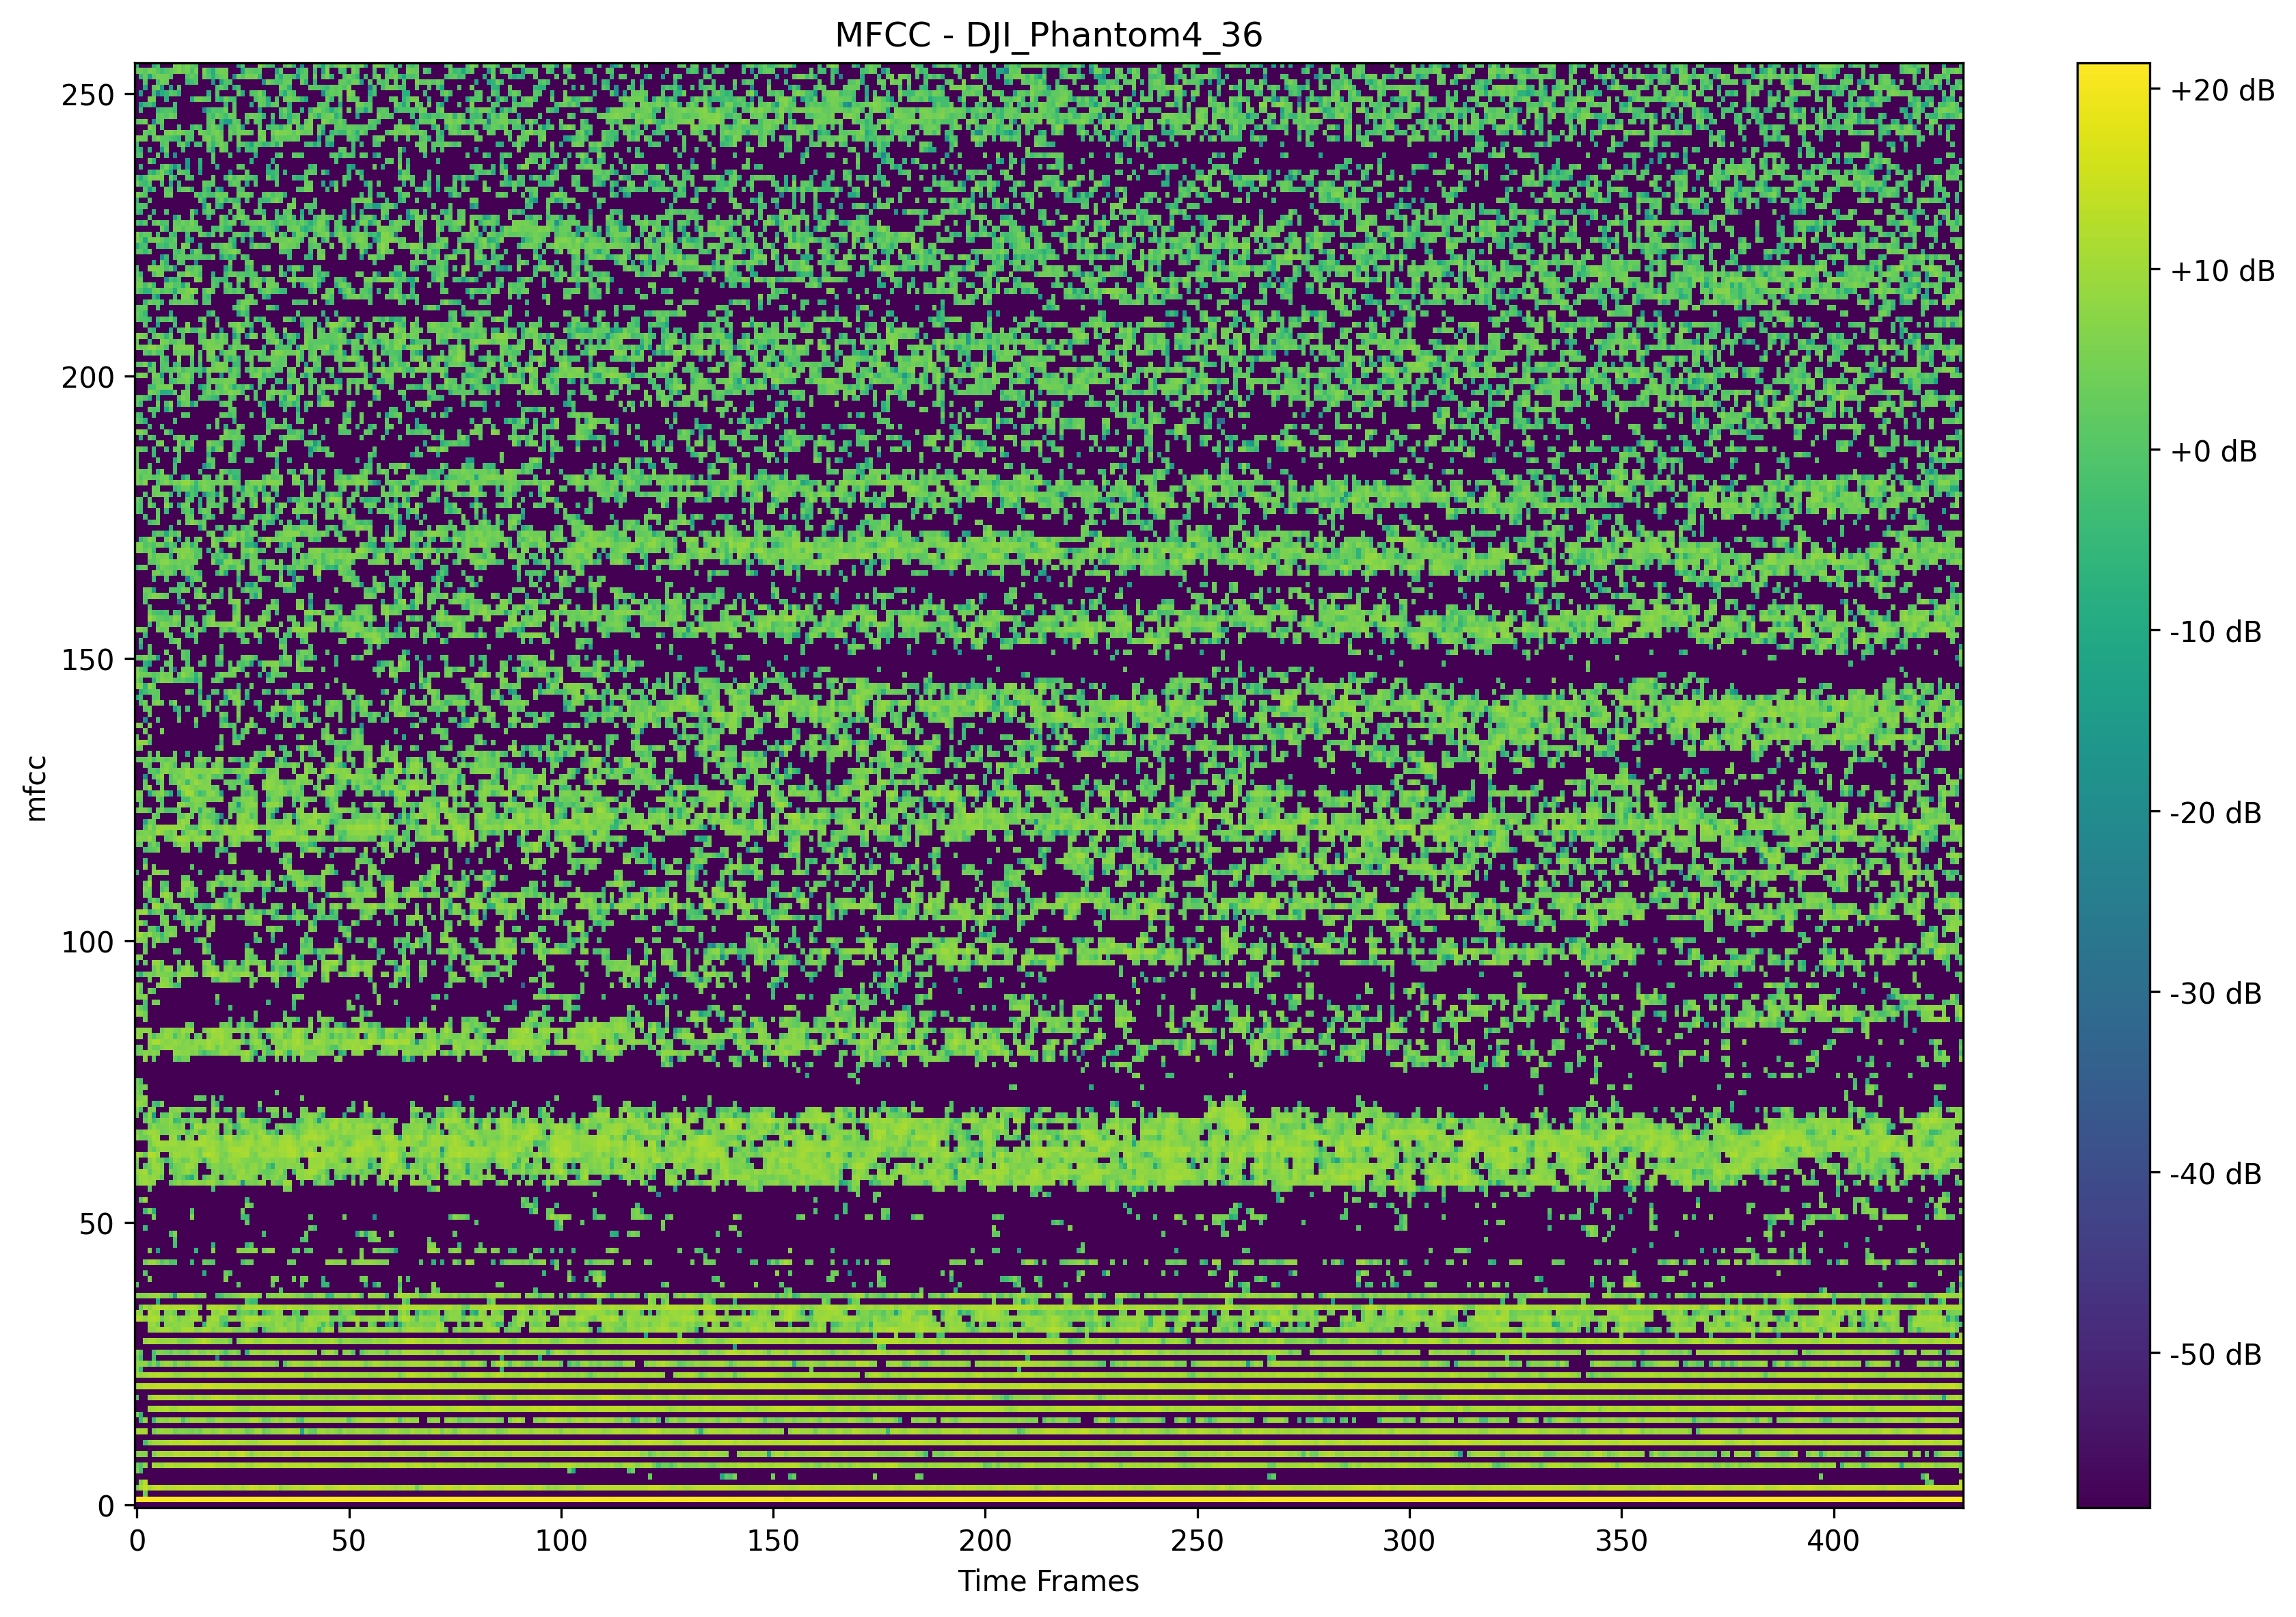 MFCC - DJI_Phantom4_36
250
200
150
100
50
0
mfcc
0 50 100 150 200 250 300 350 400
Time Frames
+20 dB
+10 dB
+0 dB
-10 dB
-20 dB
-30 dB
-40 dB
-50 dB